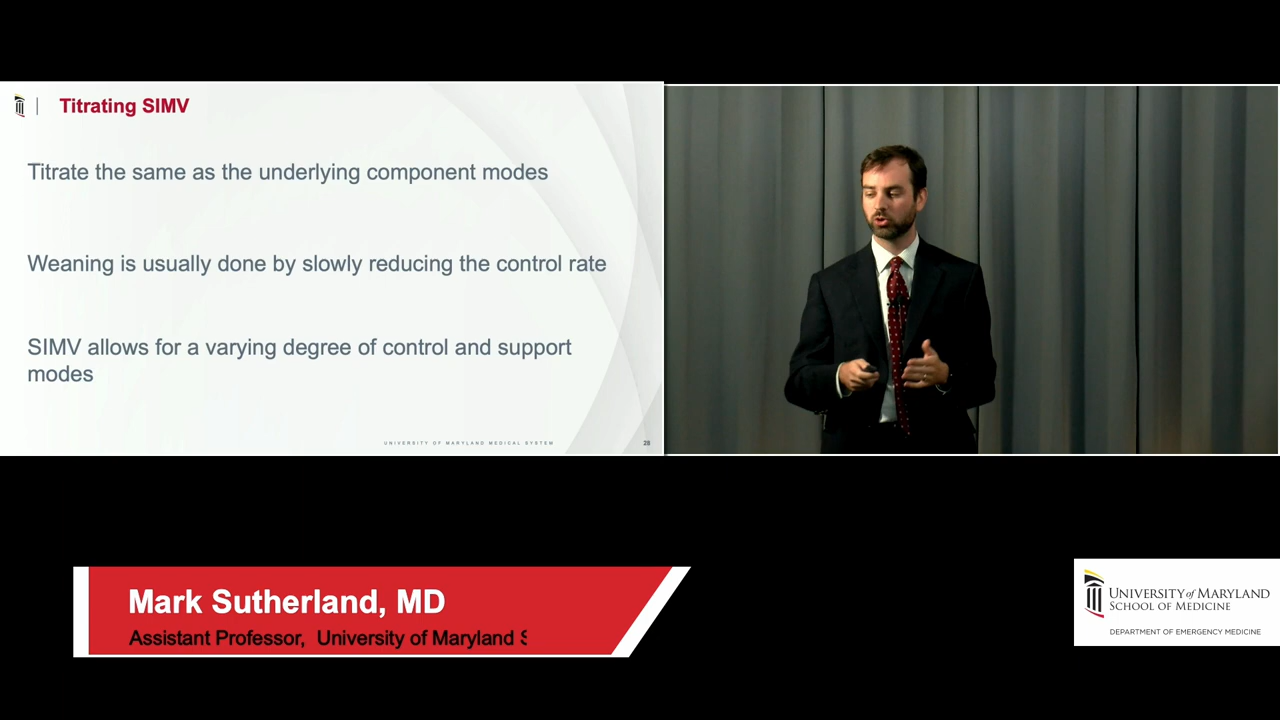 Titrating SIMV
Titrate the same as the underlying component modes
Weaning is usually done by slowly reducing the control rate
SIMV allows for a varying degree of control and support
modes
UNIVERSITY OF MARYLAND MEDICAL SYSTEM
28
Mark Sutherland, MD
Assistant Professor, University of Maryland S
UNIVERSITY of MARYLAND
SCHOOL OF MEDICINE
DEPARTMENT OF EMERGENCY MEDICINE